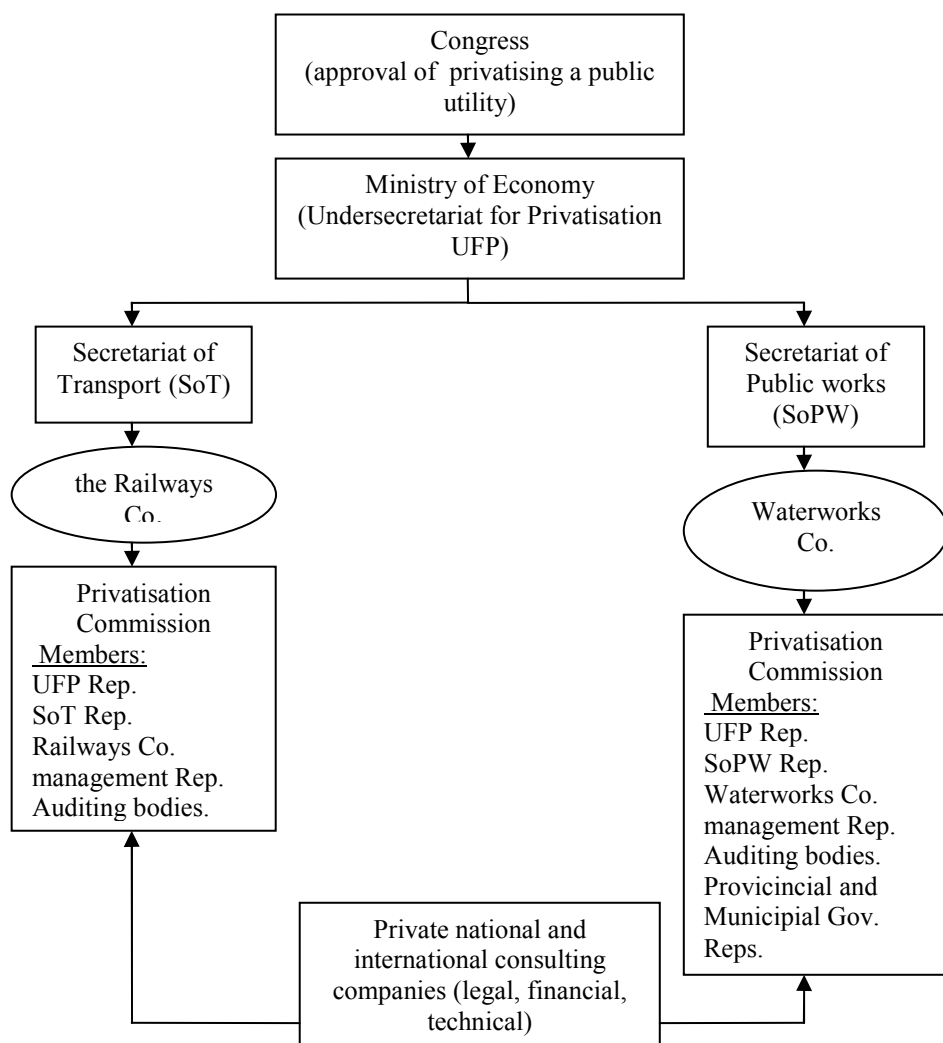 Congress
(approval of privatising a public
utility)
Ministry of Economy
(Undersecretariat for Privatisation
UFP)
Secretariat of
Transport (SoT)
Secretariat of
Public works
(SoPW)
the Railways
Co.
Waterworks
Co.
Privatisation
Commission
Members:
UFP Rep.
SoT Rep.
Railways Co.
management Rep.
Auditing bodies.
Privatisation
Commission
Members:
UFP Rep.
SoPW Rep.
Waterworks Co.
management Rep.
Auditing bodies.
Provicincial and
Municipial Gov.
Reps.
Private national and
international consulting
companies (legal, financial,
technical)